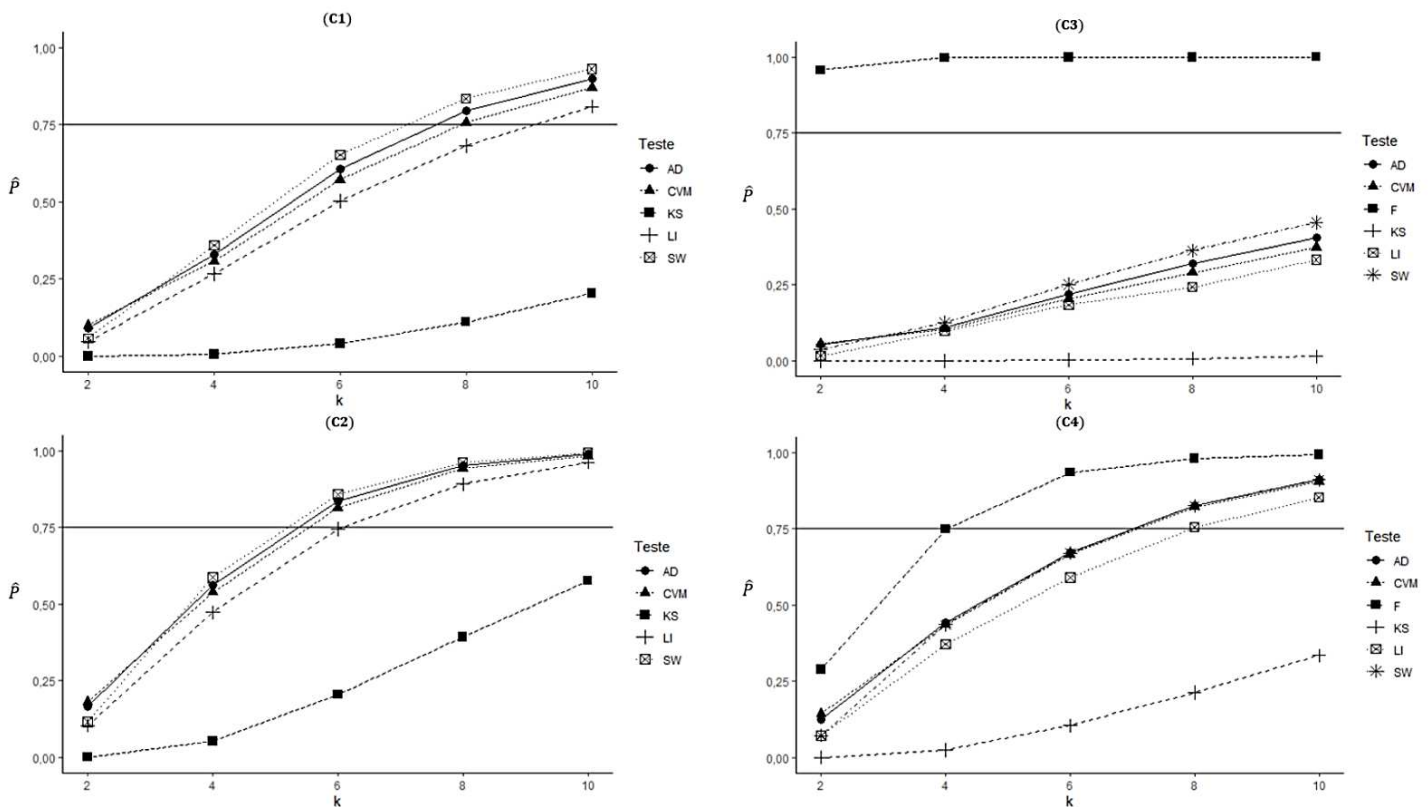 (C1)
1,00
0,75
0,50
0,25
0,00
P̂
2 4 6 8 10
k
Teste
AD
CVM
KS
LI
SW
(C3)
1,00
0,75
0,50
0,25
0,00
P̂
2 4 6 8 10
k
Teste
AD
CVM
F
KS
LI
SW
(C2)
1,00
0,75
0,50
0,25
0,00
P̂
2 4 6 8 10
k
Teste
AD
CVM
KS
LI
SW
(C4)
1,00
0,75
0,50
0,25
0,00
P̂
2 4 6 8 10
k
Teste
AD
CVM
F
KS
LI
SW